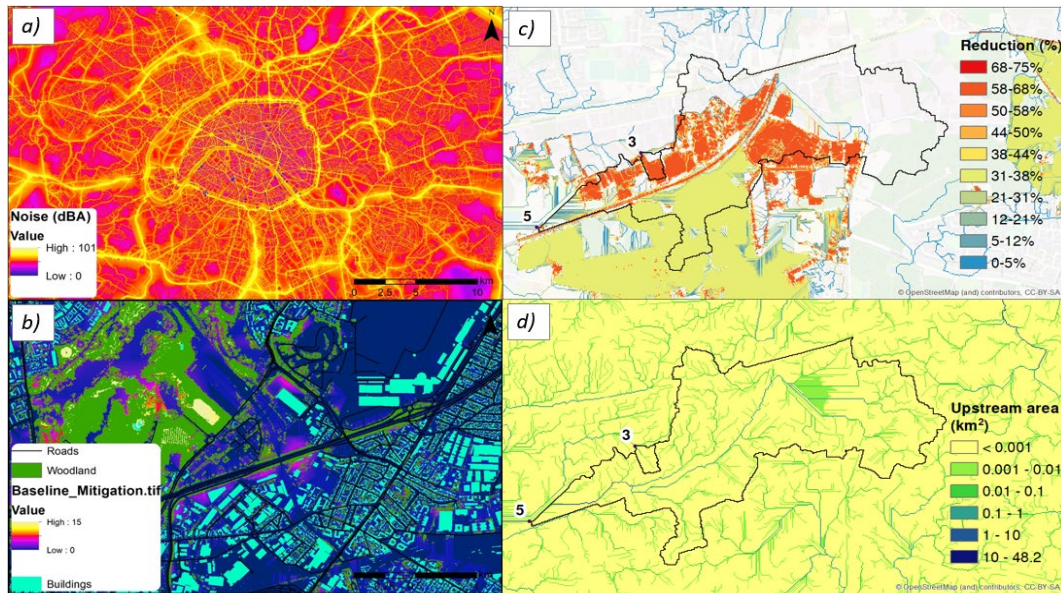 a)
Noise (dBA)
Value
High : 101
Low : 0
0 2.5 5 10
km
b)
Roads
Woodland
Baseline_Mitigation.tif
Value
High : 15
Low : 0
Buildings
c)
3
5
Reduction (%)
68-75%
58-68%
50-58%
44-50%
38-44%
31-38%
21-31%
12-21%
5-12%
0-5%
© OpenStreetMap (and) contributors, CC-BY-SA
d)
3
5
Upstream area
(km²)
< 0.001
0.001 - 0.01
0.01 - 0.1
0.1 - 1
1 - 10
10 - 48.2
© OpenStreetMap (and) contributors, CC-BY-SA